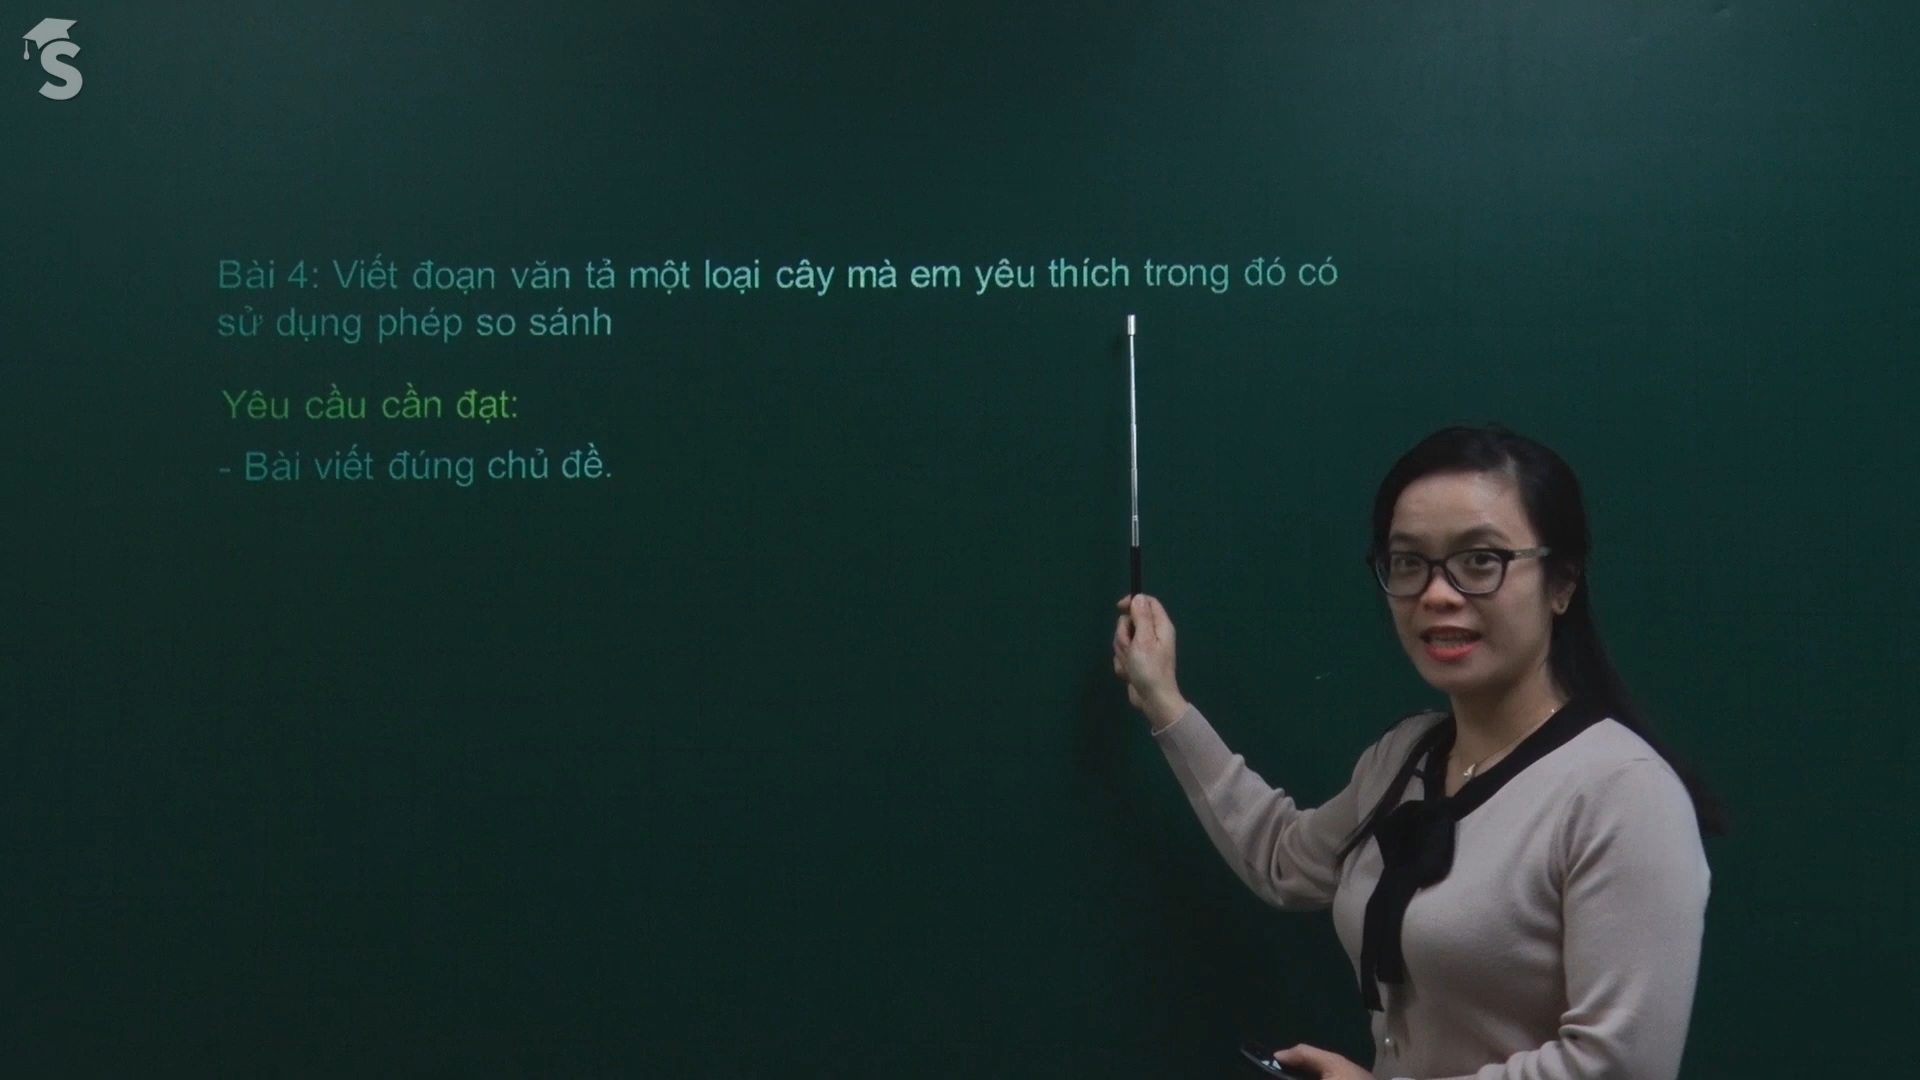 S
Bài 4: Viết đoạn văn tả một loại cây mà em yêu thích trong đó có
sử dụng phép so sánh
Yêu cầu cần đạt:
- Bài viết đúng chủ đề.